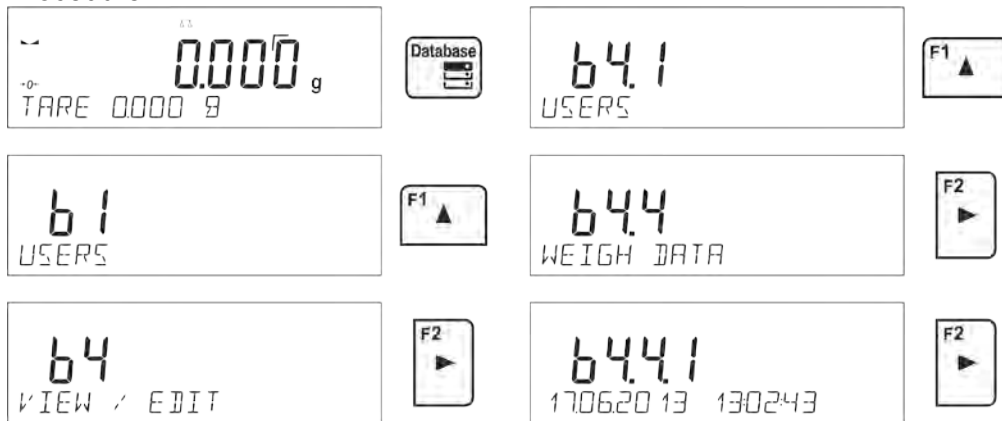 0.000 g
TARE 0.000 g
Database
b1
USERS
F1
b4
VIEW / EDIT
F2
b4.1
USERS
F1
b4.4
WEIGH DATA
F2
b4.4.1
17.06.2013 13:02:43
F2